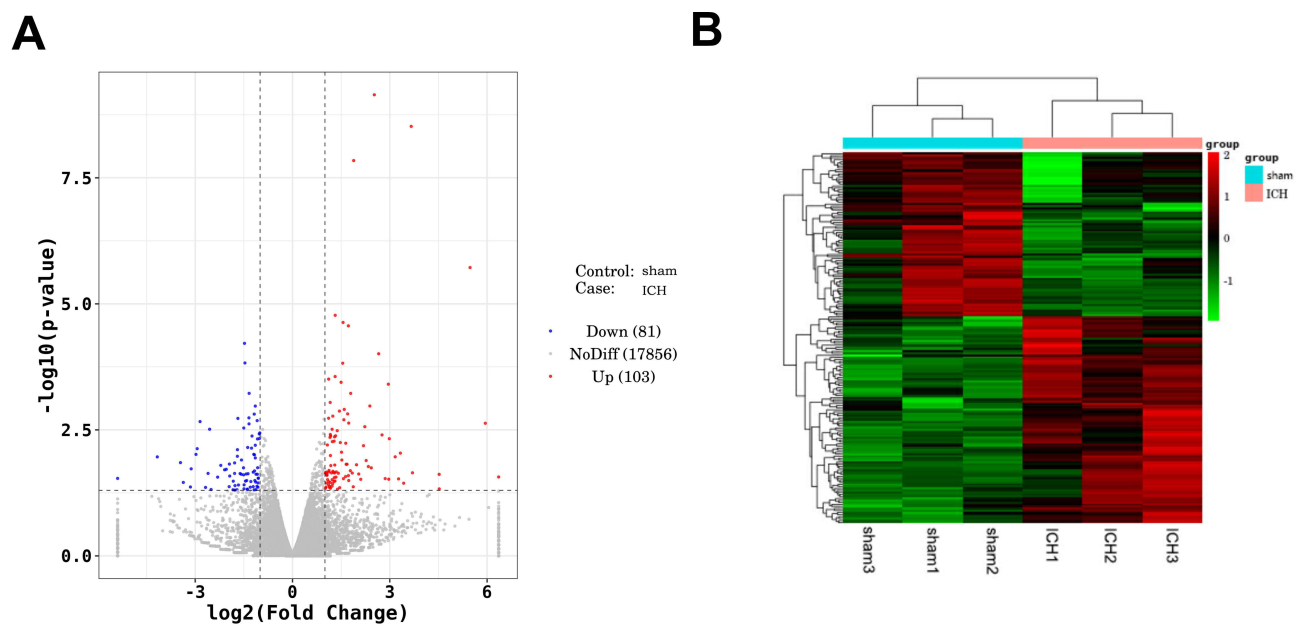 A
B
7.5
5.0
2.5
0.0
-log10(p-value)
-3
0
3
6
log2(Fold Change)
Control: sham
Case: ICH
Down (81)
NoDiff (17856)
Up (103)
group
2
1
0
-1
group
sham
ICH
sham3
sham1
sham2
ICH1
ICH2
ICH3